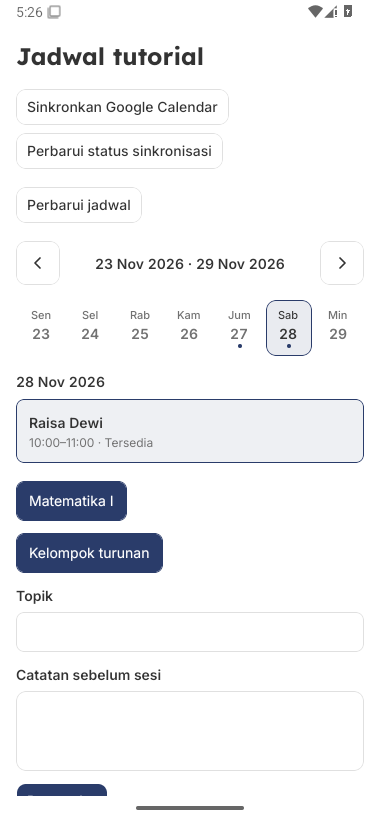 5:26
Jadwal tutorial
Sinkronkan Google Calendar
Perbarui status sinkronisasi
Perbarui jadwal
23 Nov 2026 · 29 Nov 2026
Sen Sel Rab Kam Jum Sab Min
23 24 25 26 27 28 29
28 Nov 2026
Raisa Dewi
10:00–11:00 · Tersedia
Matematika I
Kelompok turunan
Topik
Catatan sebelum sesi